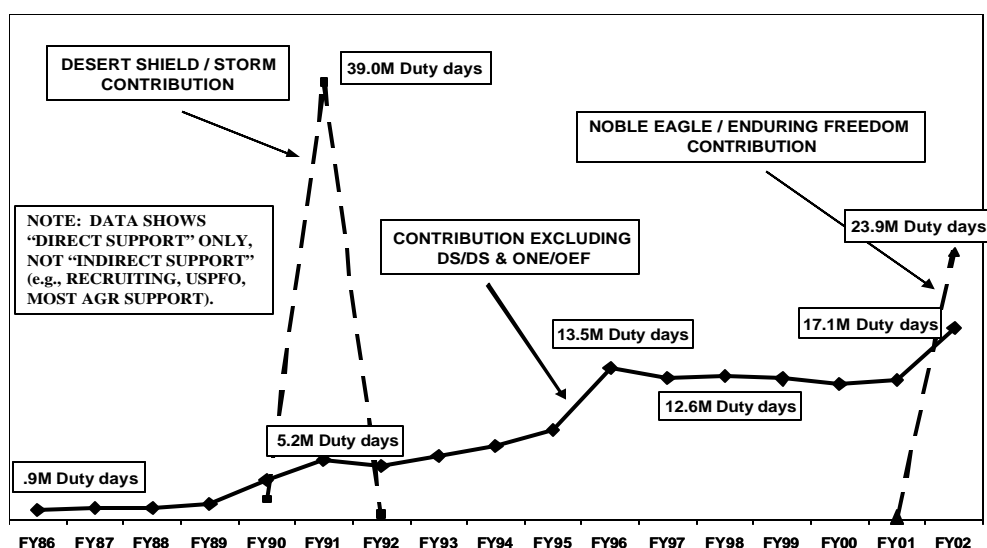 DESERT SHIELD / STORM
CONTRIBUTION
39.0M Duty days
NOBLE EAGLE / ENDURING FREEDOM
CONTRIBUTION
NOTE: DATA SHOWS
“DIRECT SUPPORT” ONLY,
NOT “INDIRECT SUPPORT”
(e.g., RECRUITING, USPFO,
MOST AGR SUPPORT).
CONTRIBUTION EXCLUDING
DS/DS & ONE/OEF
23.9M Duty days
13.5M Duty days
17.1M Duty days
12.6M Duty days
5.2M Duty days
.9M Duty days
FY86 FY87 FY88 FY89 FY90 FY91 FY92 FY93 FY94 FY95 FY96 FY97 FY98 FY99 FY00 FY01 FY02